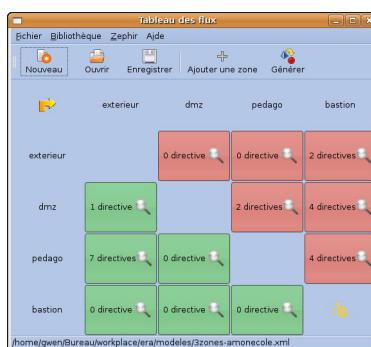 Tableau des flux
Fichier Bibliothèque Zephir Aide
Nouveau Ouvrir Enregistrer Ajouter une zone Générer
exterieur dmz pedago bastion
exterieur 0 directive 0 directive 2 directives
dmz 1 directive 2 directives 4 directives
pedago 7 directives 0 directive 4 directives
bastion 0 directive 0 directive 0 directive
/home/gwen/Bureau/workplace/era/modeles/3zones-amonecole.xml